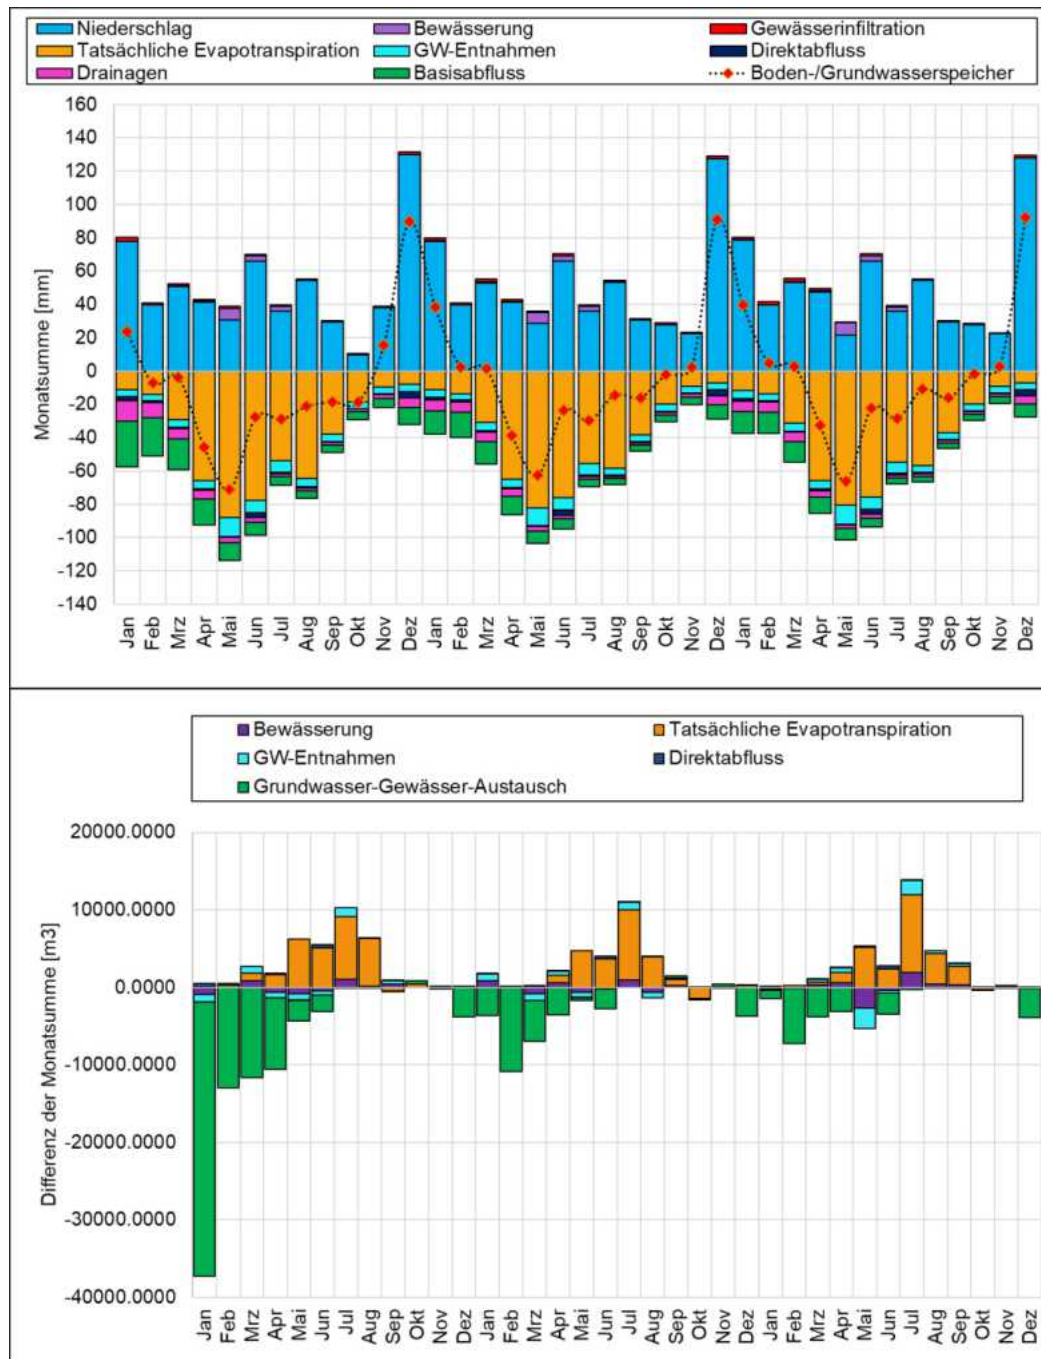 Niederschlag Bewässerung Gewässerinfiltration
Tatsächliche Evapotranspiration GW-Entnahmen Direktabfluss
Drainagen Basisabfluss Boden-/Grundwasserspeicher
Monatsumme [mm]
160
140
120
100
80
60
40
20
0
-20
-40
-60
-80
-100
-120
-140
Jan Feb Mrz Apr Mai Jun Jul Aug Sep Okt Nov Dez Jan Feb Mrz Apr Mai Jun Jul Aug Sep Okt Nov Dez Jan Feb Mrz Apr Mai Jun Jul Aug Sep Okt Nov Dez
Bewässerung Tatsächliche Evapotranspiration
GW-Entnahmen Direktabfluss
Grundwasser-Gewässer-Austausch
Differenz der Monatsumme [m3]
20000.0000
10000.0000
0.0000
-10000.0000
-20000.0000
-30000.0000
-40000.0000
Jan Feb Mrz Apr Mai Jun Jul Aug Sep Okt Nov Dez Jan Feb Mrz Apr Mai Jun Jul Aug Sep Okt Nov Dez Jan Feb Mrz Apr Mai Jun Jul Aug Sep Okt Nov Dez